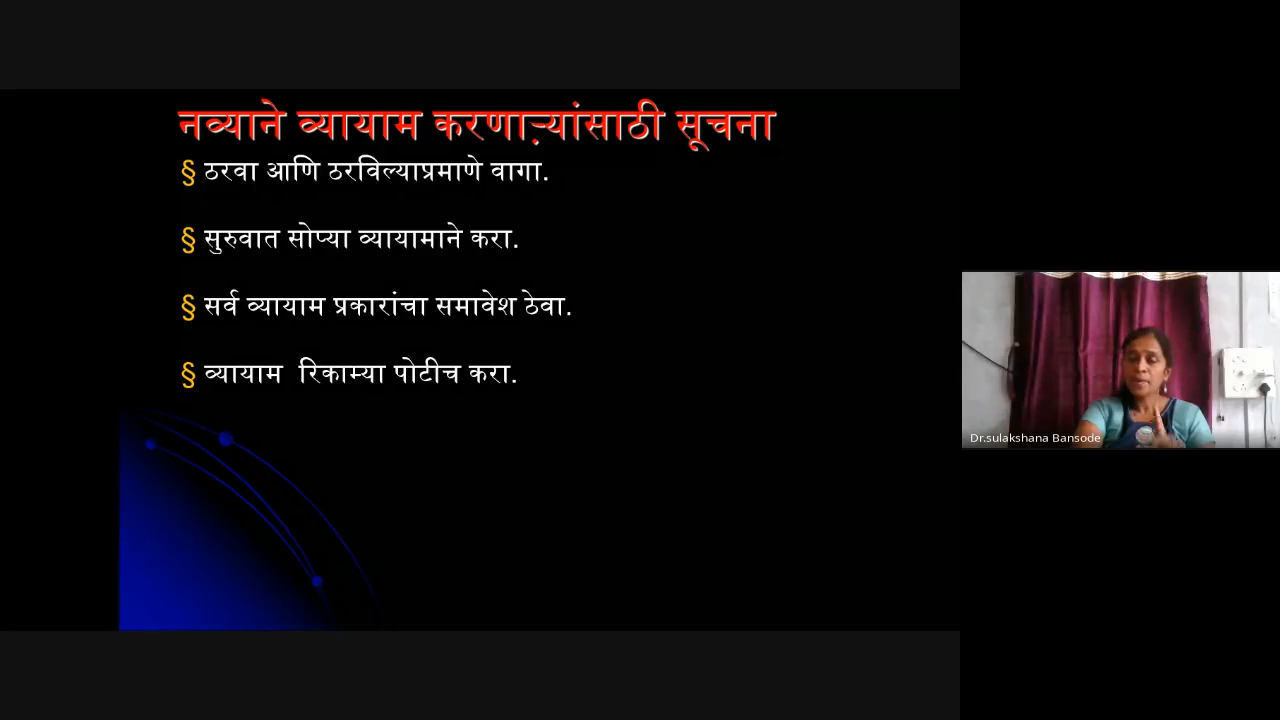 नव्याने व्यायाम करणाऱ्यांसाठी सूचना
§ ठरवा आणि ठरविल्याप्रमाणे वागा.
§ सुरुवात सोप्या व्यायामाने करा.
§ सर्व व्यायाम प्रकारांचा समावेश ठेवा.
§ व्यायाम रिकाम्या पोटीच करा.
Dr.sulakshana Bansode